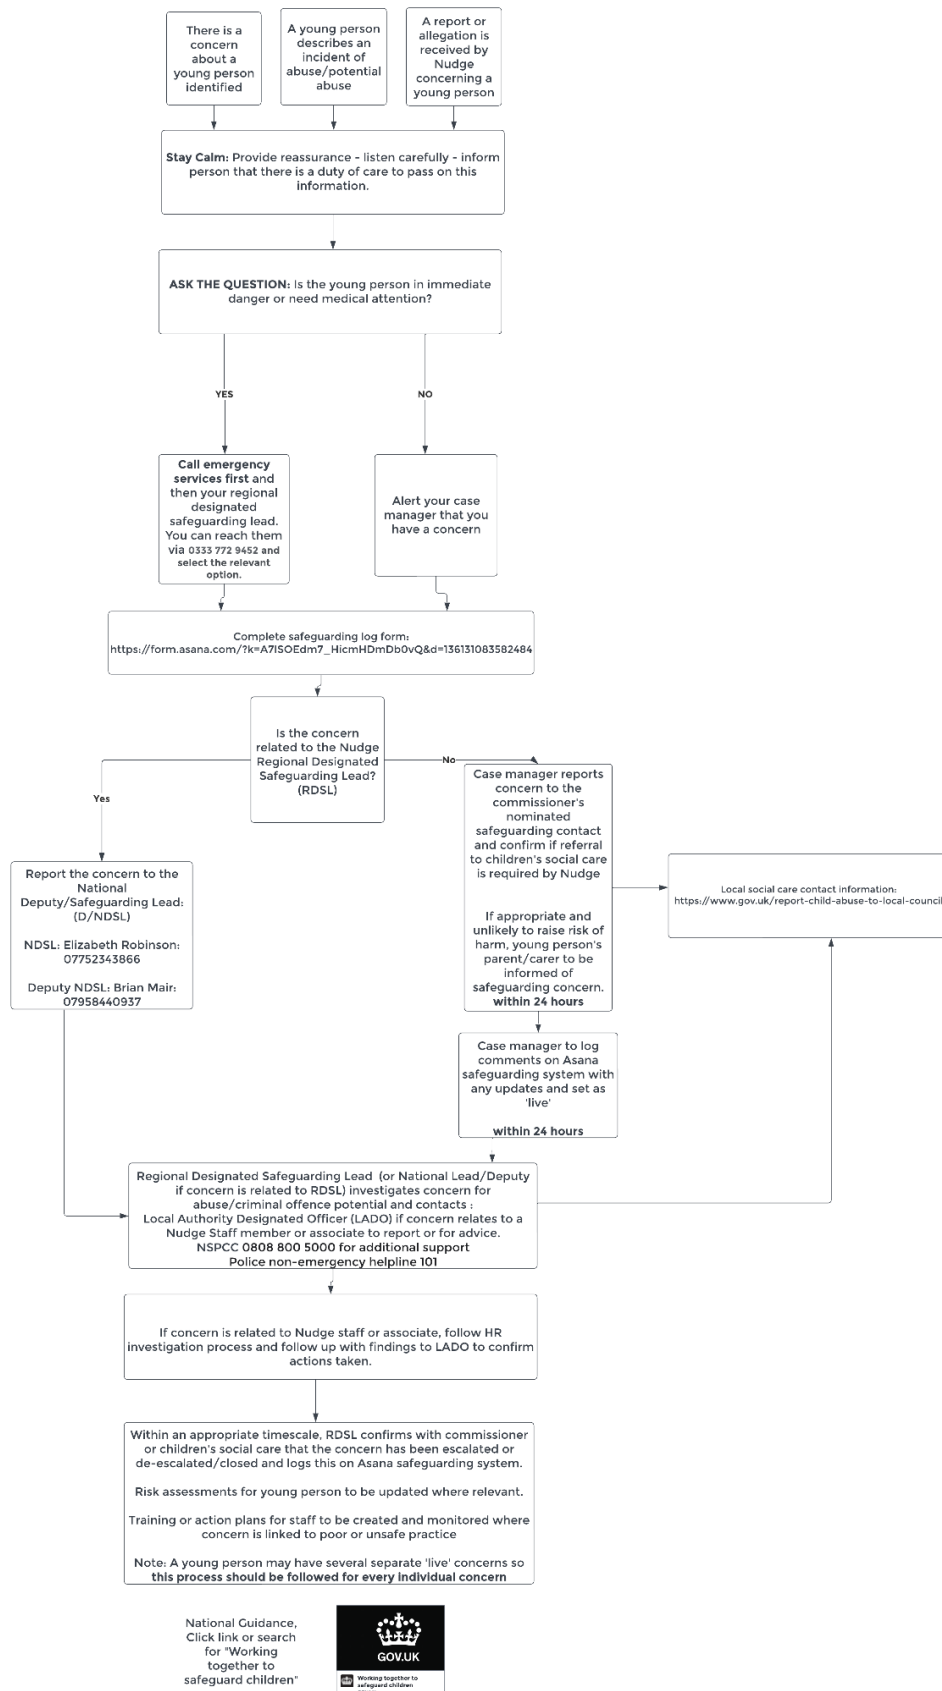 There is a
concern
about a
young person
identified
A young person
describes an
incident of
abuse/potential
abuse
A report or
allegation is
received by
Nudge
concerning a
young person
Stay Calm: Provide reassurance - listen carefully - inform
person that there is a duty of care to pass on this
information.
ASK THE QUESTION: Is the young person in immediate
danger or need medical attention?
YES
NO
Call emergency
services first and
then your regional
designated
safeguarding lead.
You can reach them
via 0333 772 9452 and
select the relevant
option.
Alert your case
manager that you
have a concern
Complete safeguarding log form:
https://form.asana.com/?k=A7ISOEdm7_HicmHDmDb0vQ&d=136131083582484
Is the concern
related to the Nudge
Regional Designated
Safeguarding Lead?
(RDSL)
Yes
No
Report the concern to the
National
Deputy/Safeguarding Lead:
(D/NDSL)
NDSL: Elizabeth Robinson:
07752343866
Deputy NDSL: Brian Mair:
07958440937
Case manager reports
concern to the
commissioner's
nominated
safeguarding contact
and confirm if referral
to children's social care
is required by Nudge
If appropriate and
unlikely to raise risk of
harm, young person's
parent/carer to be
informed of
safeguarding concern.
within 24 hours
Local social care contact information:
https://www.gov.uk/report-child-abuse-to-local-council
Case manager to log
comments on Asana
safeguarding system with
any updates and set as
'live'
within 24 hours
Regional Designated Safeguarding Lead (or National Lead/Deputy
if concern is related to RDSL) investigates concern for
abuse/criminal offence potential and contacts :
Local Authority Designated Officer (LADO) if concern relates to a
Nudge Staff member or associate to report or for advice.
NSPCC 0808 800 5000 for additional support
Police non-emergency helpline 101
If concern is related to Nudge staff or associate, follow HR
investigation process and follow up with findings to LADO to confirm
actions taken.
Within an appropriate timescale, RDSL confirms with commissioner
or children's social care that the concern has been escalated or
de-escalated/closed and logs this on Asana safeguarding system.
Risk assessments for young person to be updated where relevant.
Training or action plans for staff to be created and monitored where
concern is linked to poor or unsafe practice
Note: A young person may have several separate 'live' concerns so
this process should be followed for every individual concern
National Guidance,
Click link or search
for "Working
together to
safeguard children"
GOV.UK
Working together to
safeguard children